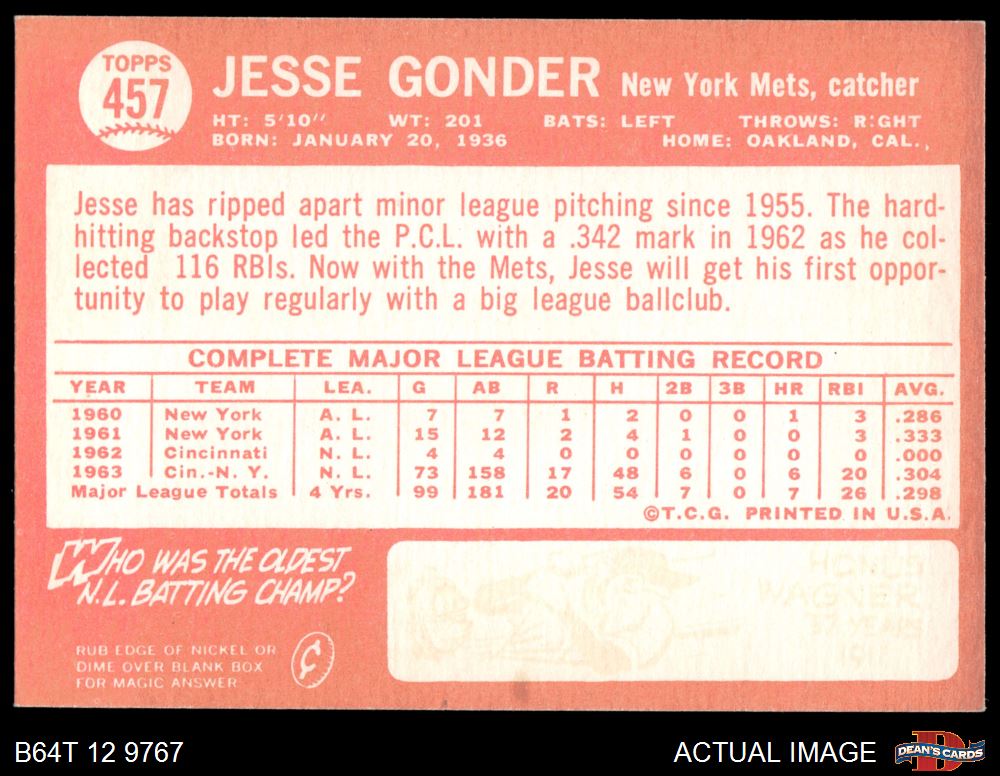 TOPPS
457
JESSE GONDER New York Mets, catcher
HT: 5'10" WT: 201 BATS: LEFT THROWS: RIGHT
BORN: JANUARY 20, 1936 HOME: OAKLAND, CAL.,
Jesse has ripped apart minor league pitching since 1955. The hard-
hitting backstop led the P.C.L. with a .342 mark in 1962 as he col-
lected 116 RBIs. Now with the Mets, Jesse will get his first oppor-
tunity to play regularly with a big league ballclub.
COMPLETE MAJOR LEAGUE BATTING RECORD
YEAR TEAM LEA. G AB R H 2B 3B HR RBI AVG.
1960 New York A. L. 7 7 1 2 0 0 1 3 .286
1961 New York A. L. 15 12 2 4 1 0 0 3 .333
1962 Cincinnati N. L. 4 4 0 0 0 0 0 0 .000
1963 Cin.-N. Y. N. L. 73 158 17 48 6 0 6 20 .304
Major League Totals 4 Yrs. 99 181 20 54 7 0 7 26 .298
©T.C.G. PRINTED IN U.S.A.
WHO WAS THE OLDEST
N.L. BATTING CHAMP?
RUB EDGE OF NICKEL OR
DIME OVER BLANK BOX
FOR MAGIC ANSWER
¢
HONUS
WAGNER
37 YEARS
B64T 12 9767
ACTUAL IMAGE
D
DEAN'S CARDS